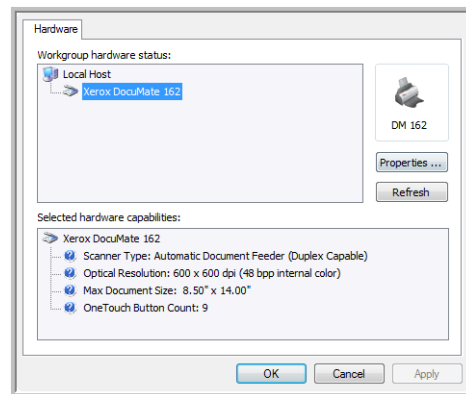 Hardware
Workgroup hardware status:
Local Host
Xerox DocuMate 162
DM 162
Properties ...
Refresh
Selected hardware capabilities:
Xerox DocuMate 162
Scanner Type: Automatic Document Feeder (Duplex Capable)
Optical Resolution: 600 x 600 dpi (48 bpp internal color)
Max Document Size:  8.50" x 14.00"
OneTouch Button Count: 9
OK
Cancel
Apply